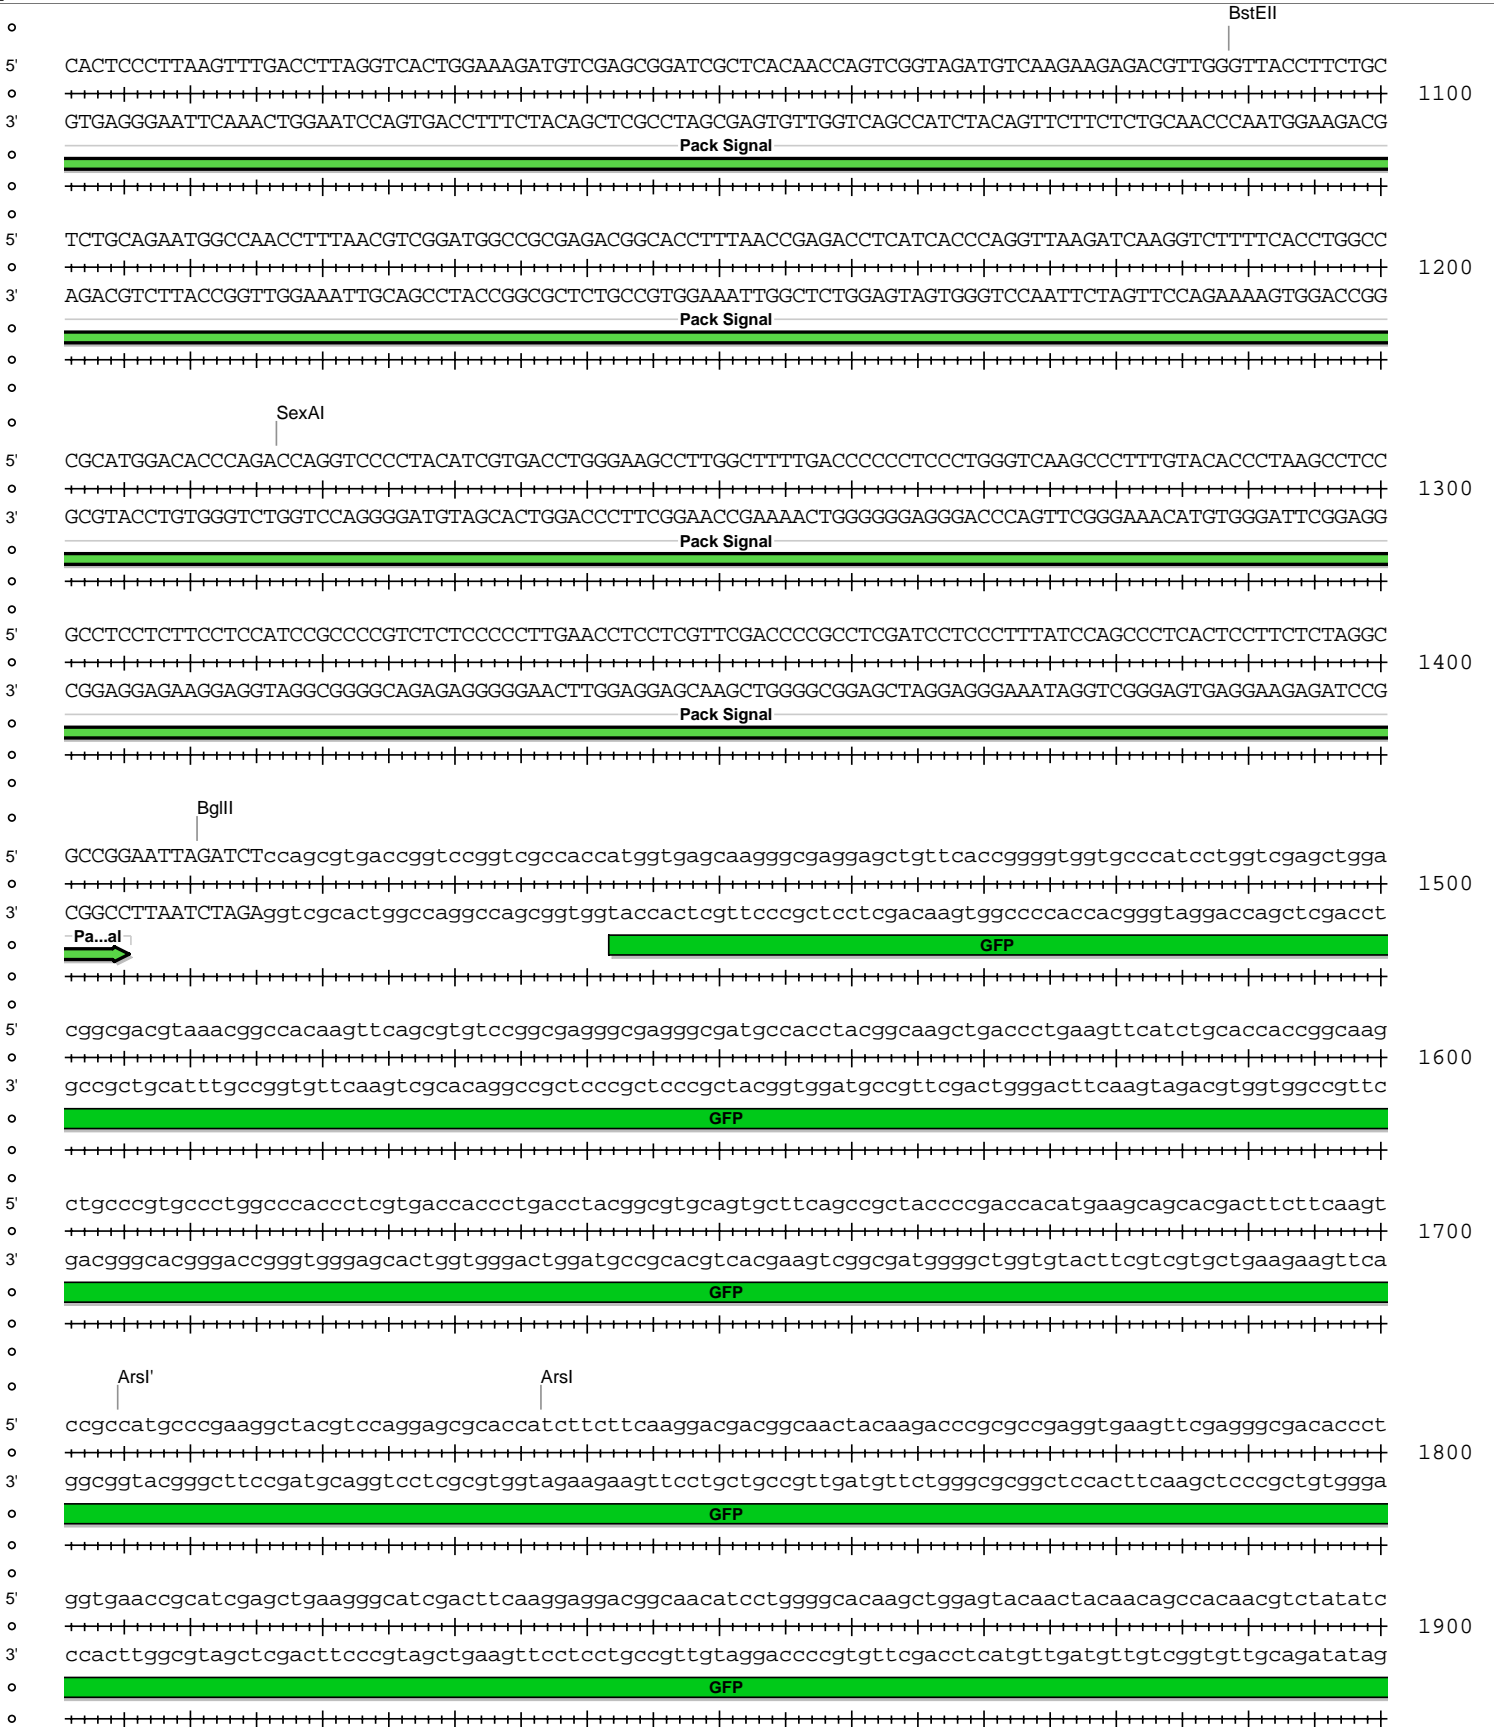 BstEII
5' CACTCCCTTAAGTTTGACCTTAGGTCACTGGAAAGATGTCGAGCGGATCGCTCACAACCAGTCGGTAGATGTCAAGAAGAGACGTTGGGTTACCTTCTGC
1100
3' GTGAGGGAATTCAAACTGGAATCCAGTGACCTTTCTACAGCTCGCCTAGCGAGTGTTGGTCAGCCATCTACAGTTCTTCTCTGCAACCCAATGGAAGACG
Pack Signal
5' TCTGCAGAATGGCCAACCTTTAACGTCGGATGGCCGCGAGACGGCACCTTTAACCGAGACCTCATCACCCAGGTTAAGATCAAGGTCTTTTCACCTGGCC
1200
3' AGACGTCTTACCGGTTGGAAATTGCAGCCTACCGGCGCTCTGCCGTGGAAATTGGCTCTGGAGTAGTGGGTCCAATTCTAGTTCCAGAAAAGTGGACCGG
Pack Signal
SexAI
5' CGCATGGACACCCAGACCAGGTCCCCTACATCGTGACCTGGGAAGCCTTGGCTTTTGACCCCCCTCCCTGGGTCAAGCCCTTTGTACACCCTAAGCCTCC
1300
3' GCGTACCTGTGGGTCTGGTCCAGGGGATGTAGCACTGGACCCTTCGGAACCGAAAACTGGGGGGAGGGACCCAGTTCGGGAAACATGTGGGATTCGGAGG
Pack Signal
5' GCCTCCTCTTCCTCCATCCGCCCCGTCTCTCCCCCTTGAACCTCCTCGTTCGACCCCGCCTCGATCCTCCCTTTATCCAGCCCTCACTCCTTCTCTAGGC
1400
3' CGGAGGAGAAGGAGGTAGGCGGGGCAGAGAGGGGGAACTTGGAGGAGCAAGCTGGGGCGGAGCTAGGAGGGAAATAGGTCGGGAGTGAGGAAGAGATCCG
Pack Signal
BglII
5' GCCGGAATTAGATCTccagcgtgaccggtccggtcgccaccatggtgagcaagggcgaggagctgttcaccggggtggtgcccatcctggtcgagctgga
1500
3' CGGCCTTAATCTAGAggtcgcactggccaggccagcggtggtaccactcgttcccgctcctcgacaagtggccccaccacgggtaggaccagctcgacct
Pa...al GFP
5' cggcgacgtaaacggccacaagttcagcgtgtccggcgagggcgagggcgatgccacctacggcaagctgaccctgaagttcatctgcaccaccggcaag
1600
3' gccgctgcatttgccggtgttcaagtcgcacaggccgctcccgctcccgctacggtggatgccgttcgactgggacttcaagtagacgtggtggccgttc
GFP
5' ctgcccgtgccctggcccaccctcgtgaccaccctgacctacggcgtgcagtgcttcagccgctaccccgaccacatgaagcagcacgacttcttcaagt
1700
3' gacgggcacgggaccgggtgggagcactggtgggactggatgccgcacgtcacgaagtcggcgatggggctggtgtacttcgtcgtgctgaagaagttca
GFP
ArsI' ArsI
5' ccgccatgcccgaaggctacgtccaggagcgcaccatcttcttcaaggacgacggcaactacaagacccgcgccgaggtgaagttcgagggcgacaccct
1800
3' ggcggtacgggcttccgatgcaggtcctcgcgtggtagaagaagttcctgctgccgttgatgttctgggcgcggctccacttcaagctcccgctgtggga
GFP
5' ggtgaaccgcatcgagctgaagggcatcgacttcaaggaggacggcaacatcctggggcacaagctggagtacaactacaacagccacaacgtctatatc
1900
3' ccacttggcgtagctcgacttcccgtagctgaagttcctcctgccgttgtaggaccccgtgttcgacctcatgttgatgttgtcggtgttgcagatatag
GFP